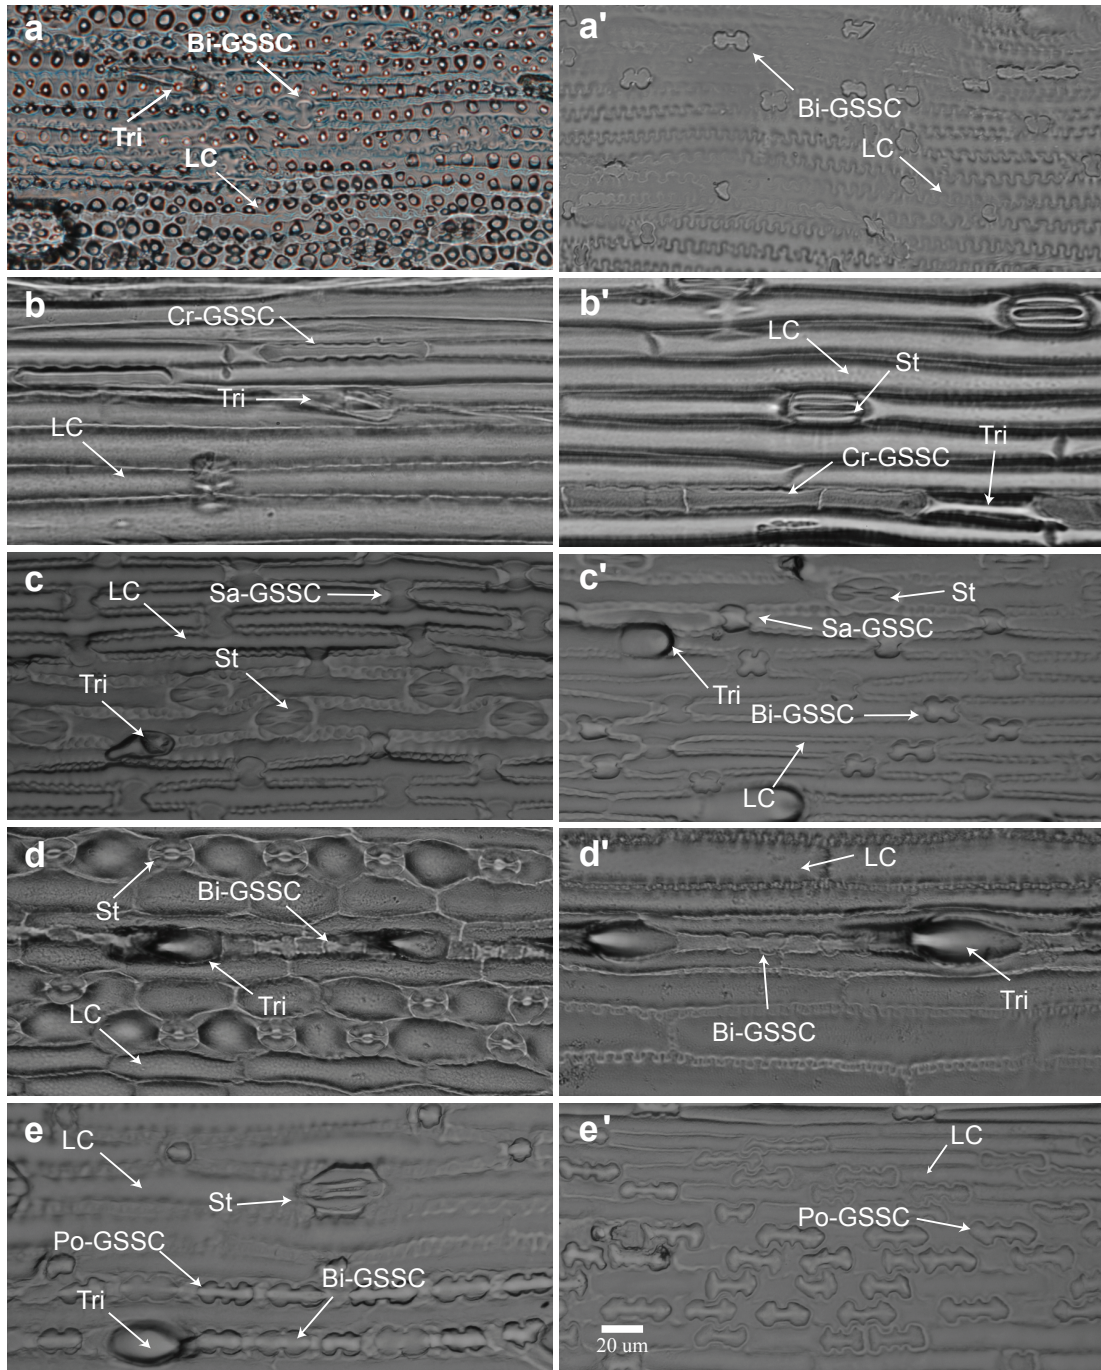 a
Bi-GSSC
Tri
LC
a'
Bi-GSSC
LC
b
Cr-GSSC
Tri
LC
b'
LC
St
Tri
Cr-GSSC
c
LC
Sa-GSSC
St
Tri
c'
St
Sa-GSSC
Tri
Bi-GSSC
LC
d
St
Bi-GSSC
Tri
LC
d'
LC
Bi-GSSC
Tri
e
LC
St
Po-GSSC
Bi-GSSC
Tri
e'
LC
Po-GSSC
20 um